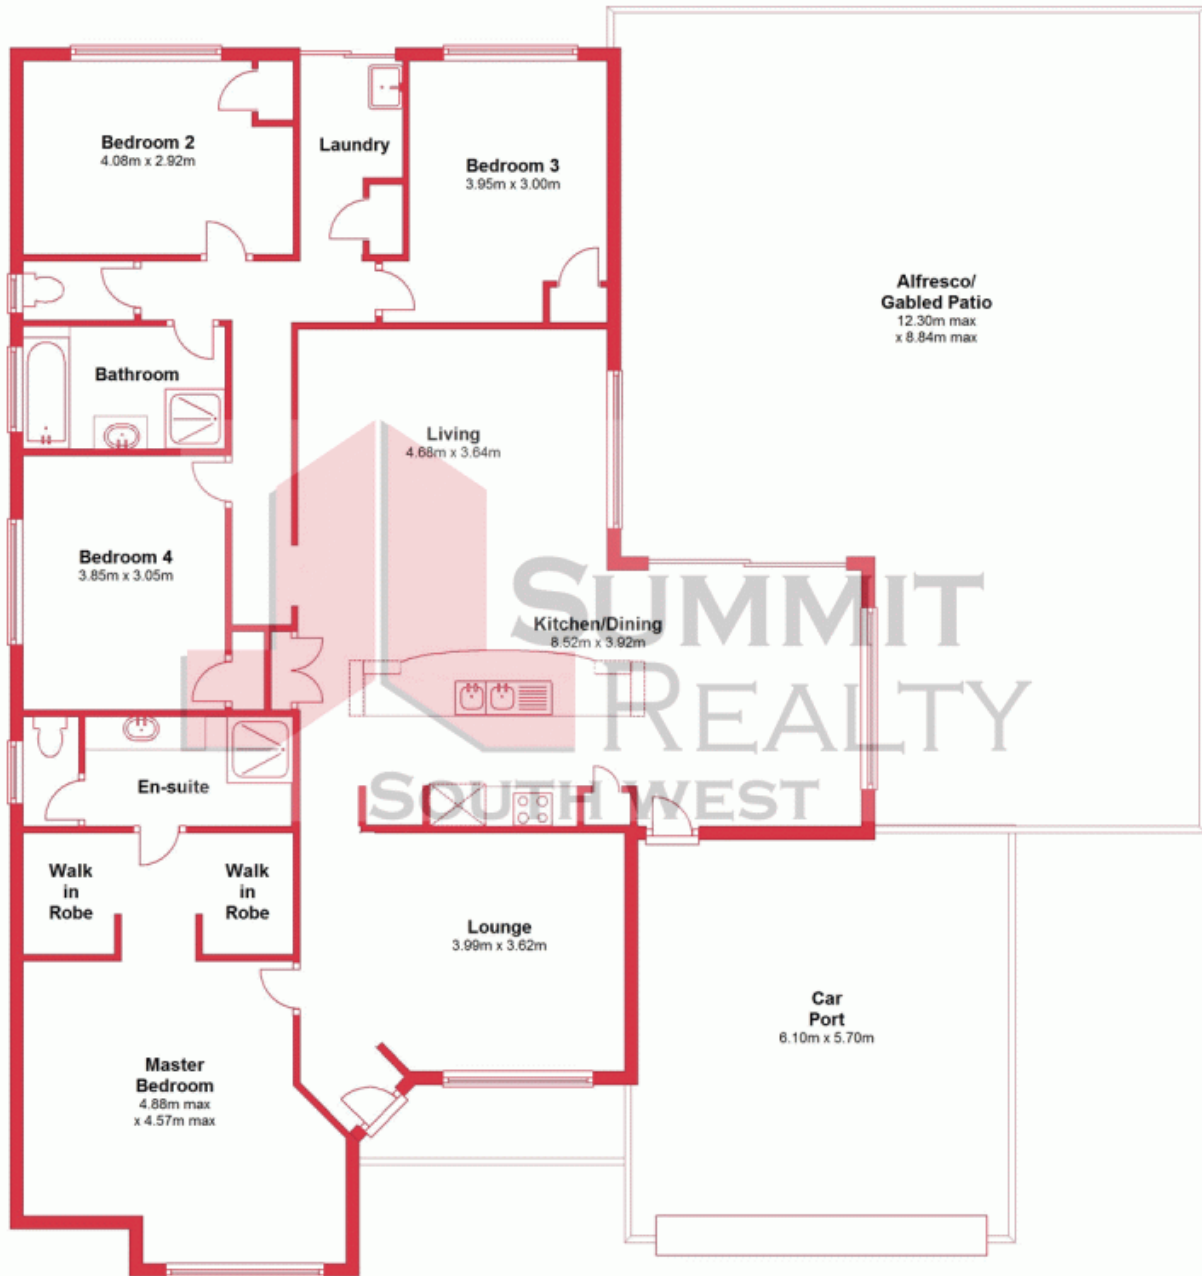 Bedroom 2
4.08m x 2.92m
Laundry
Bedroom 3
3.95m x 3.00m
Alfresco/
Gabled Patio
12.30m max
x 8.84m max
Bathroom
Living
4.68m x 3.64m
Bedroom 4
3.85m x 3.05m
Kitchen/Dining
8.52m x 3.92m
SUMMIT
REALTY
SOUTH WEST
En-suite
Walk
in
Robe
Walk
in
Robe
Lounge
3.99m x 3.62m
Car
Port
6.10m x 5.70m
Master
Bedroom
4.88m max
x 4.57m max